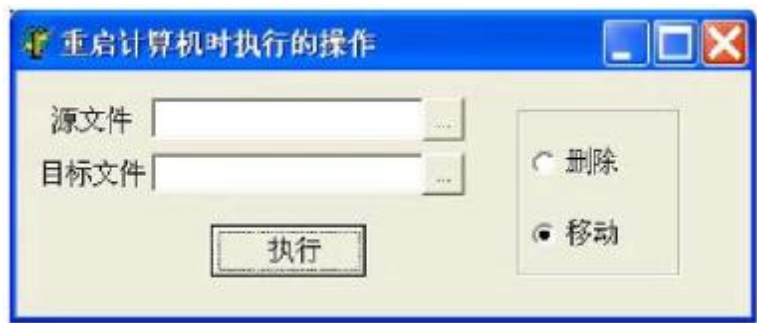 重启计算机时执行的操作
源文件 ...
目标文件 ...
删除
移动
执行